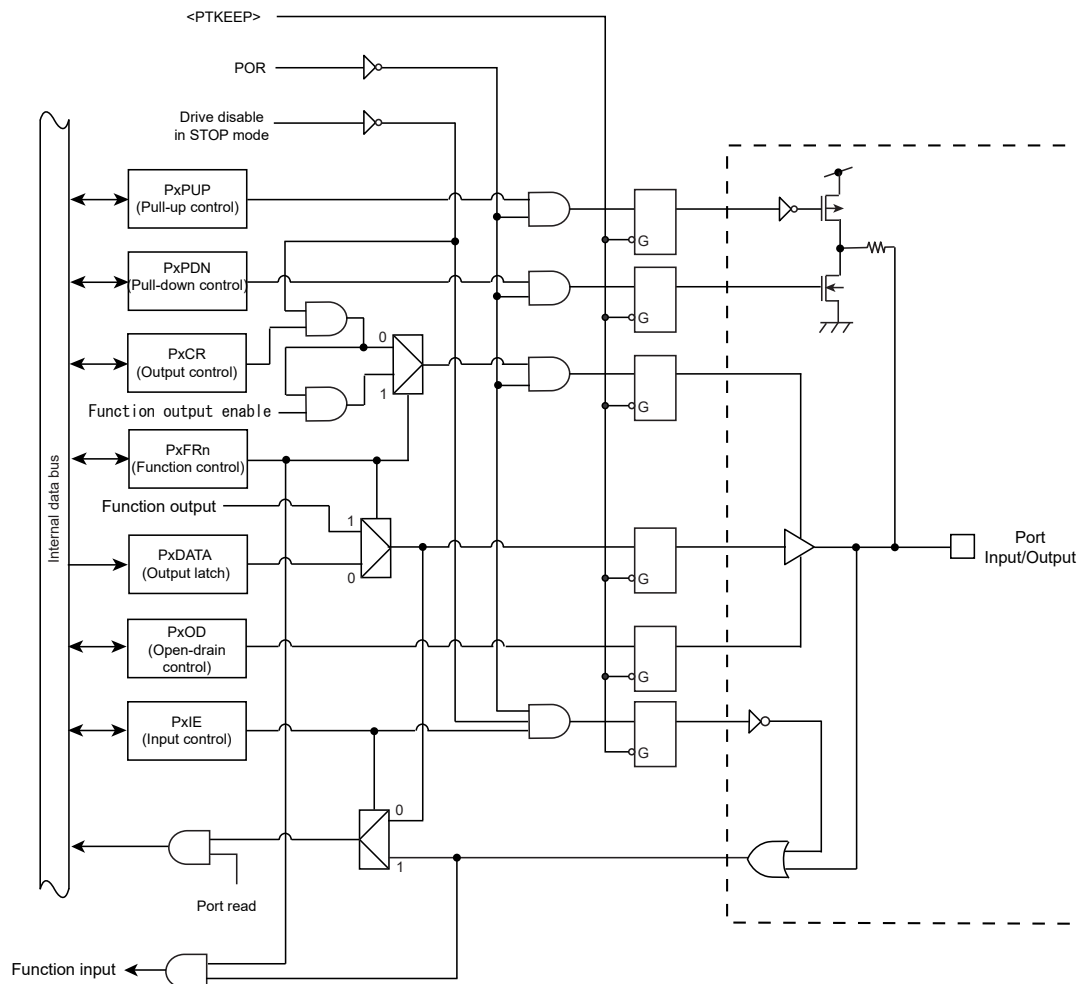 <PTKEEP>
POR
Drive disable
in STOP mode
PxPUP
(Pull-up control)
G
PxPDN
(Pull-down control)
G
PxCR
(Output control)
0
1
Function output enable
G
PxFRn
(Function control)
Internal data bus
Function output
1
0
PxDATA
(Output latch)
G
Port
Input/Output
PxOD
(Open-drain
control)
G
PxIE
(Input control)
G
0
1
Port read
Function input